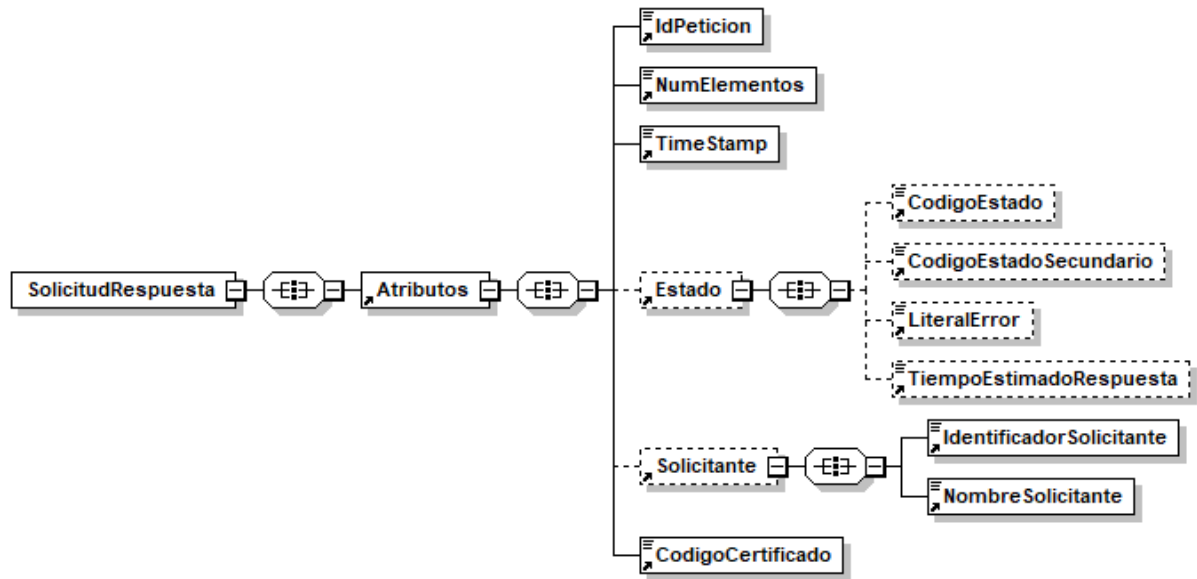 IdPeticion
NumElementos
TimeStamp
CodigoEstado
CodigoEstadoSecundario
SolicitudRespuesta
Atributos
Estado
LiteralError
TiempoEstimadoRespuesta
IdentificadorSolicitante
Solicitante
NombreSolicitante
CodigoCertificado